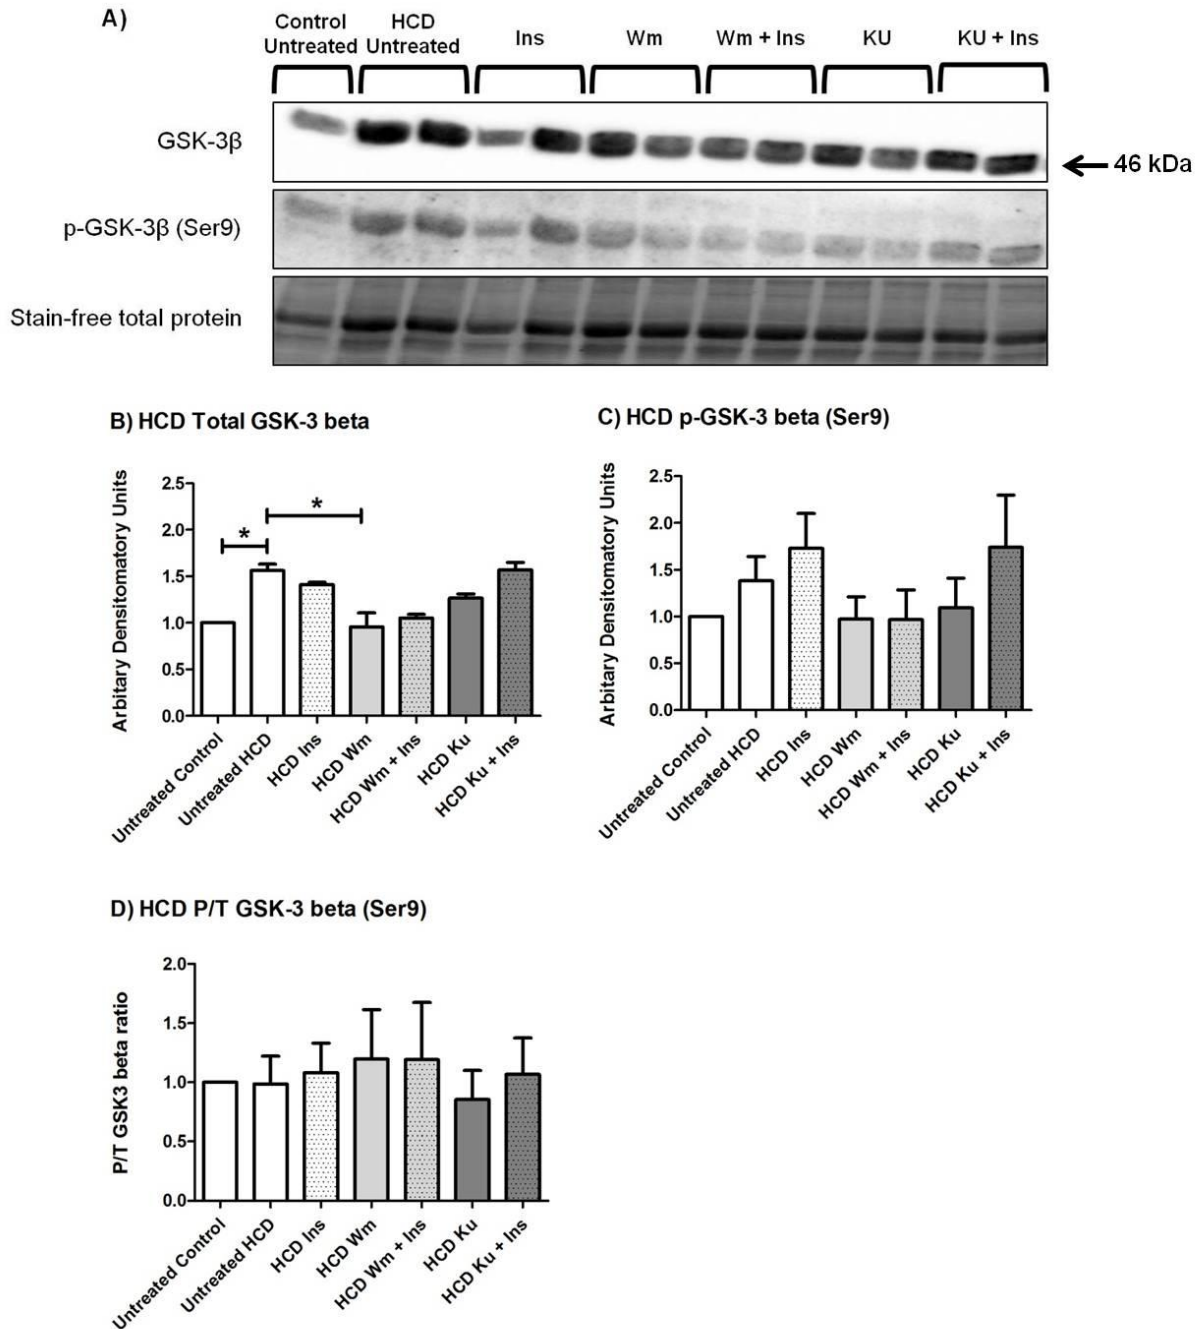 A)
Control
Untreated
HCD
Untreated
Ins
Wm
Wm + Ins
KU
KU + Ins
GSK-3β
46 kDa
p-GSK-3β (Ser9)
Stain-free total protein
B) HCD Total GSK-3 beta
Arbitary Densitomatory Units
2.5
2.0
1.5
1.0
0.5
0.0
*
*
Untreated Control
Untreated HCD
HCD Ins
HCD Wm
HCD Wm + Ins
HCD Ku
HCD Ku + Ins
C) HCD p-GSK-3 beta (Ser9)
Arbitary Densitomatory Units
2.5
2.0
1.5
1.0
0.5
0.0
Untreated Control
Untreated HCD
HCD Ins
HCD Wm
HCD Wm + Ins
HCD Ku
HCD Ku + Ins
D) HCD P/T GSK-3 beta (Ser9)
P/T GSK3 beta ratio
2.0
1.5
1.0
0.5
0.0
Untreated Control
Untreated HCD
HCD Ins
HCD Wm
HCD Wm + Ins
HCD Ku
HCD Ku + Ins